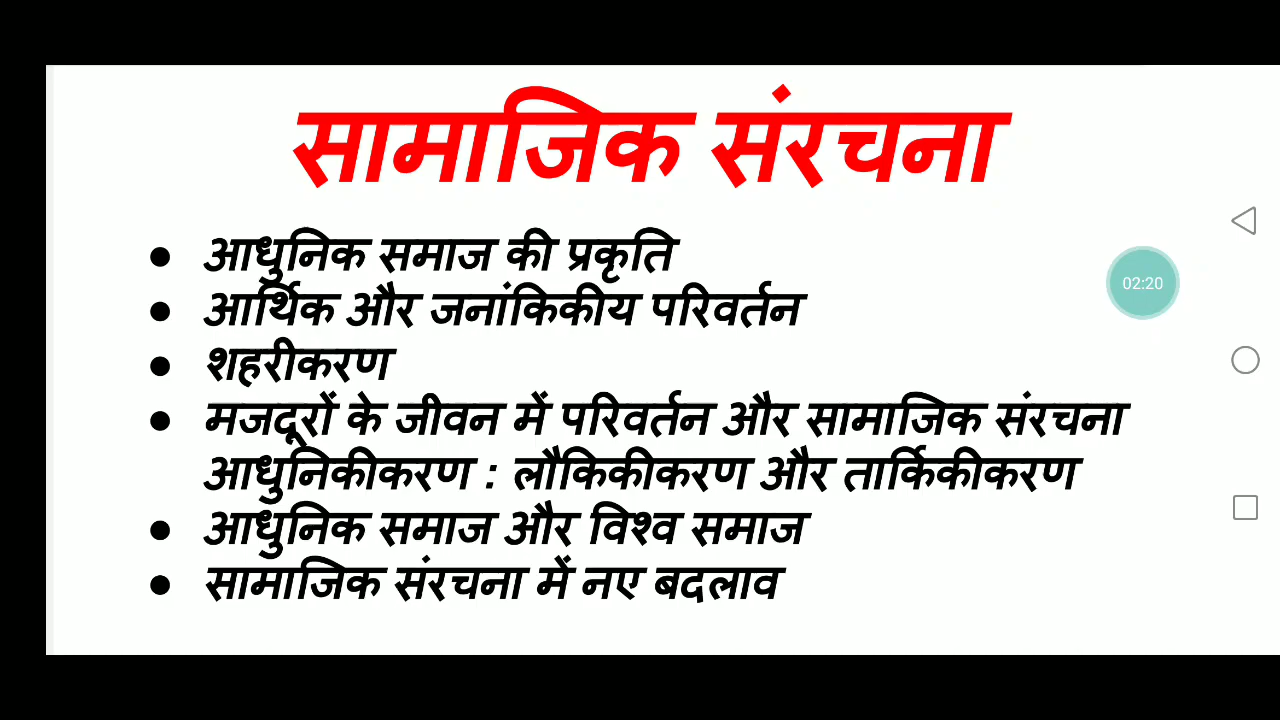 सामाजिक संरचना
● आधुनिक समाज की प्रकृति
● आर्थिक और जनांकिकीय परिवर्तन
● शहरीकरण
● मजदूरों के जीवन में परिवर्तन और सामाजिक संरचना
आधुनिकीकरण : लौकिकीकरण और तार्किकीकरण
● आधुनिक समाज और विश्व समाज
● सामाजिक संरचना में नए बदलाव
02:20